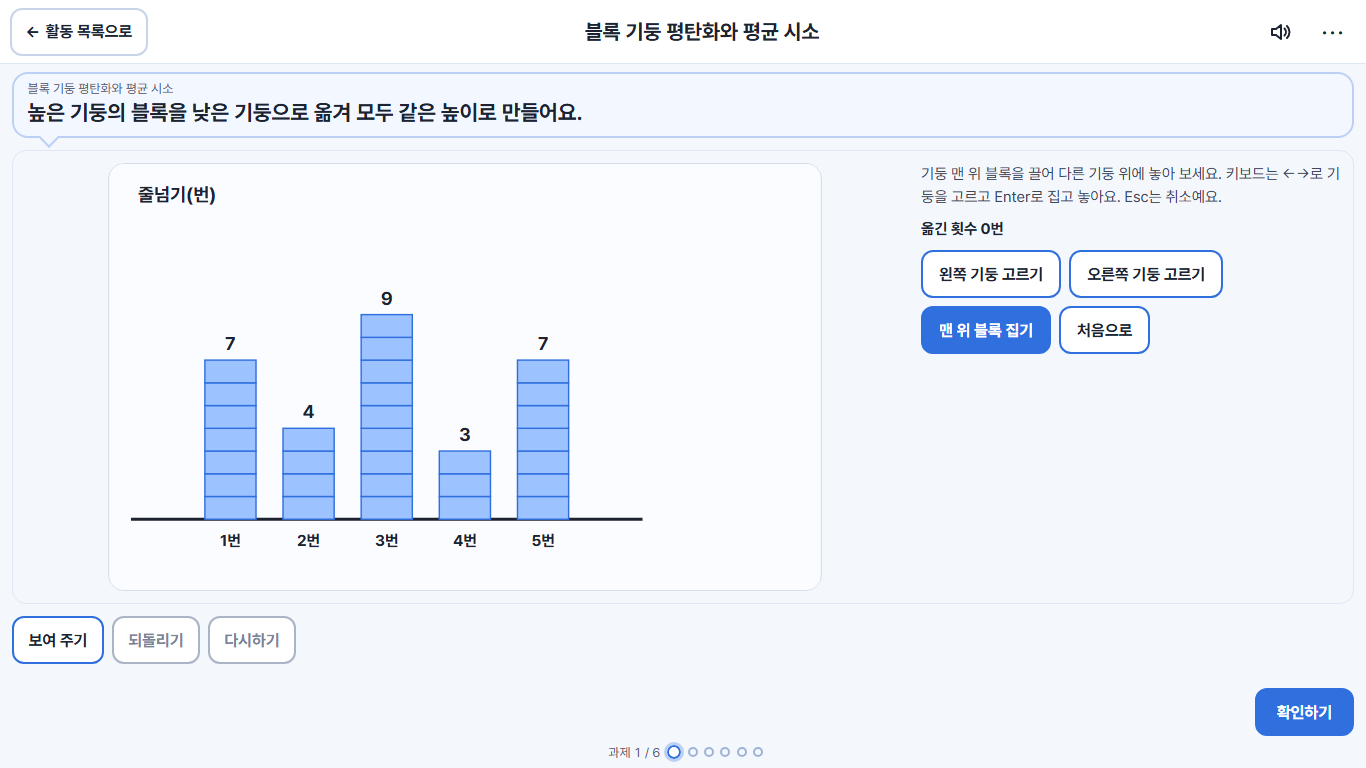 ← 활동 목록으로
블록 기둥 평탄화와 평균 시소
블록 기둥 평탄화와 평균 시소
높은 기둥의 블록을 낮은 기둥으로 옮겨 모두 같은 높이로 만들어요.
줄넘기(번)
7
4
9
3
7
1번
2번
3번
4번
5번
기둥 맨 위 블록을 끌어 다른 기둥 위에 놓아 보세요. 키보드는 ←→로 기
둥을 고르고 Enter로 집고 놓아요. Esc는 취소예요.
옮긴 횟수 0번
왼쪽 기둥 고르기
오른쪽 기둥 고르기
맨 위 블록 집기
처음으로
보여 주기
되돌리기
다시하기
확인하기
과제 1 / 6